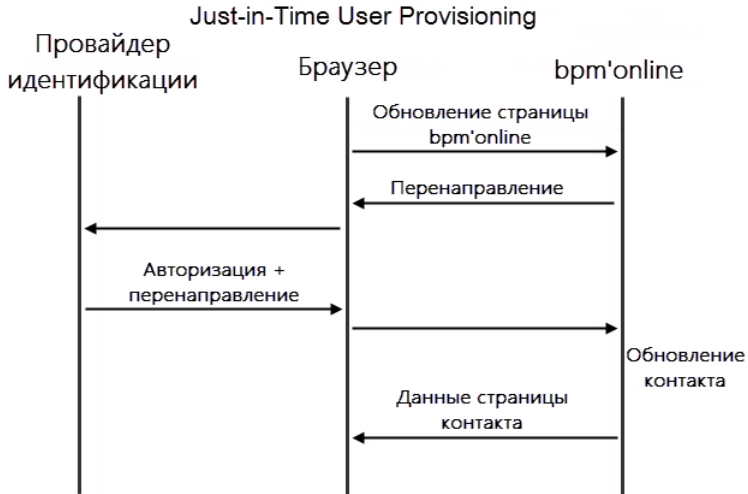 Just-in-Time User Provisioning
Провайдер
идентификации
Браузер
bpm'online
Обновление страницы
bpm'online
Перенаправление
Авторизация +
перенаправление
Обновление
контакта
Данные страницы
контакта